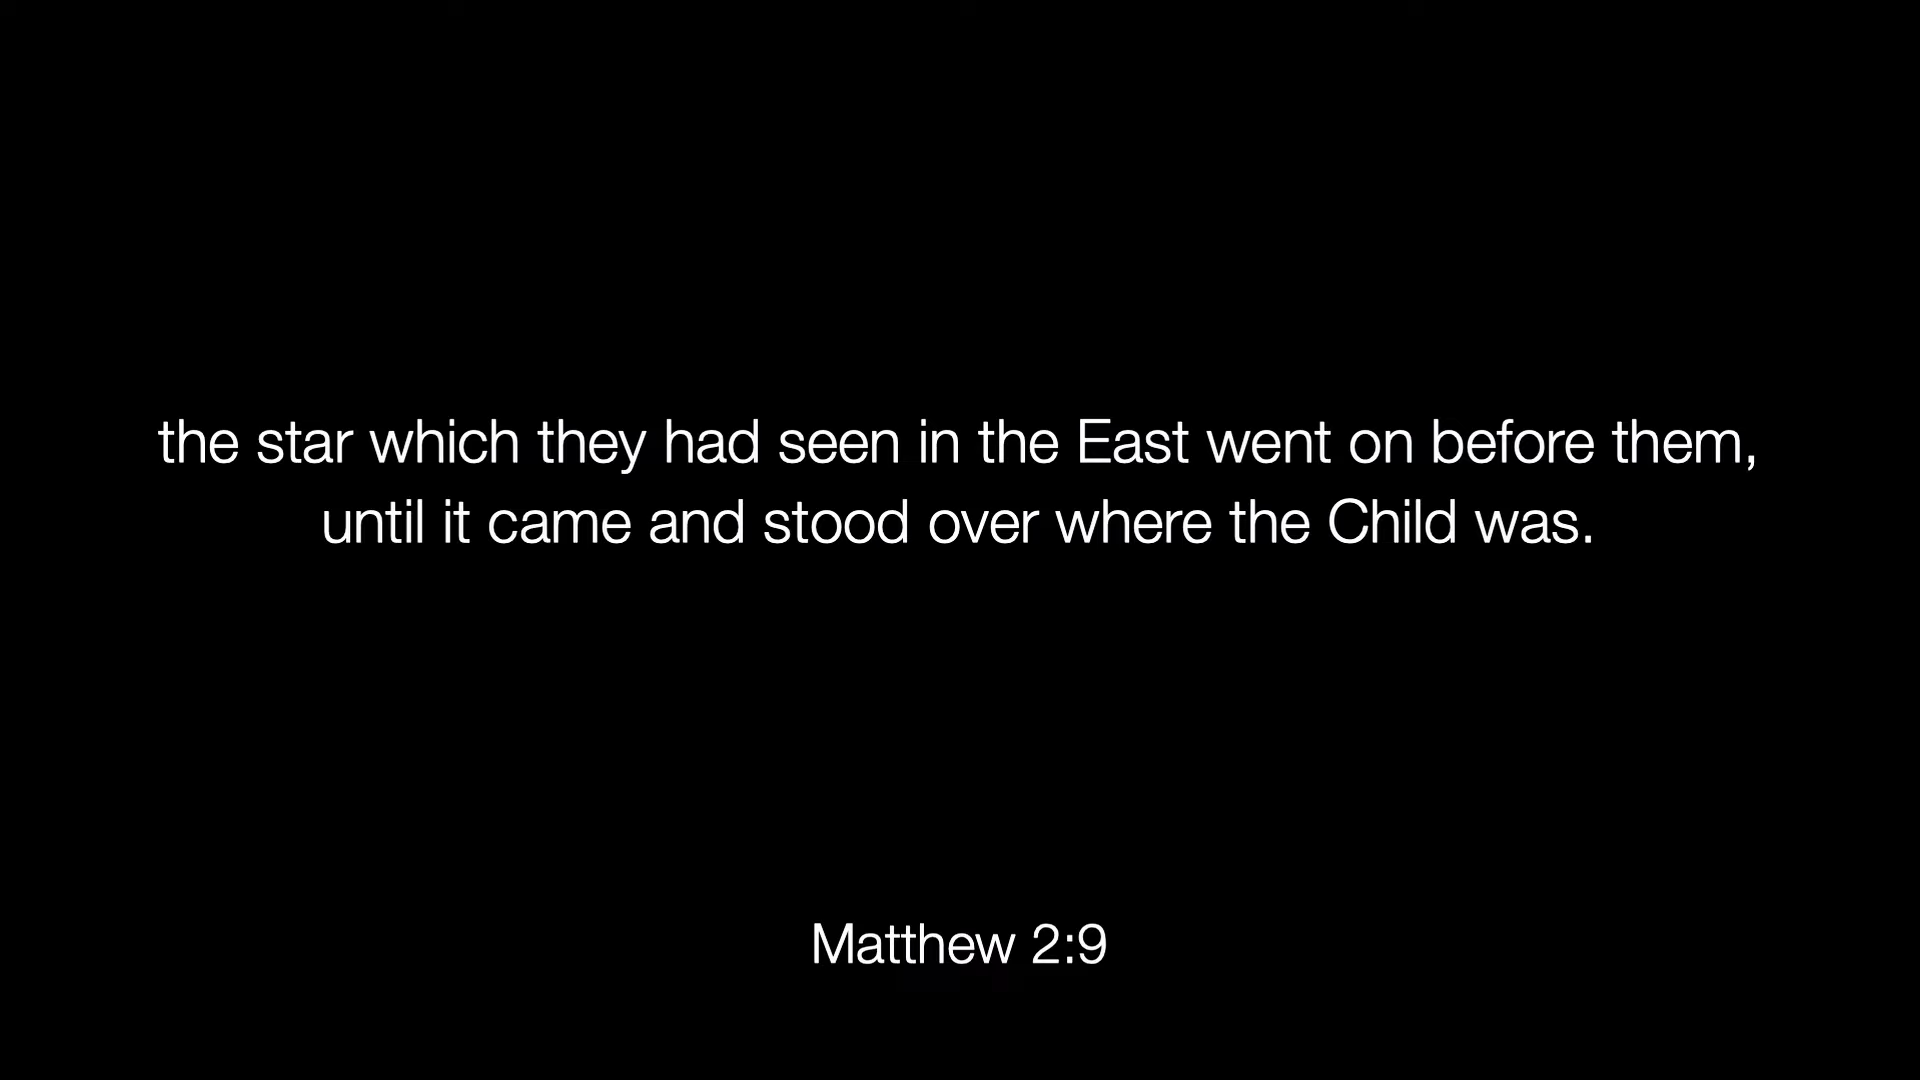 the star which they had seen in the East went on before them,
until it came and stood over where the Child was.
Matthew 2:9